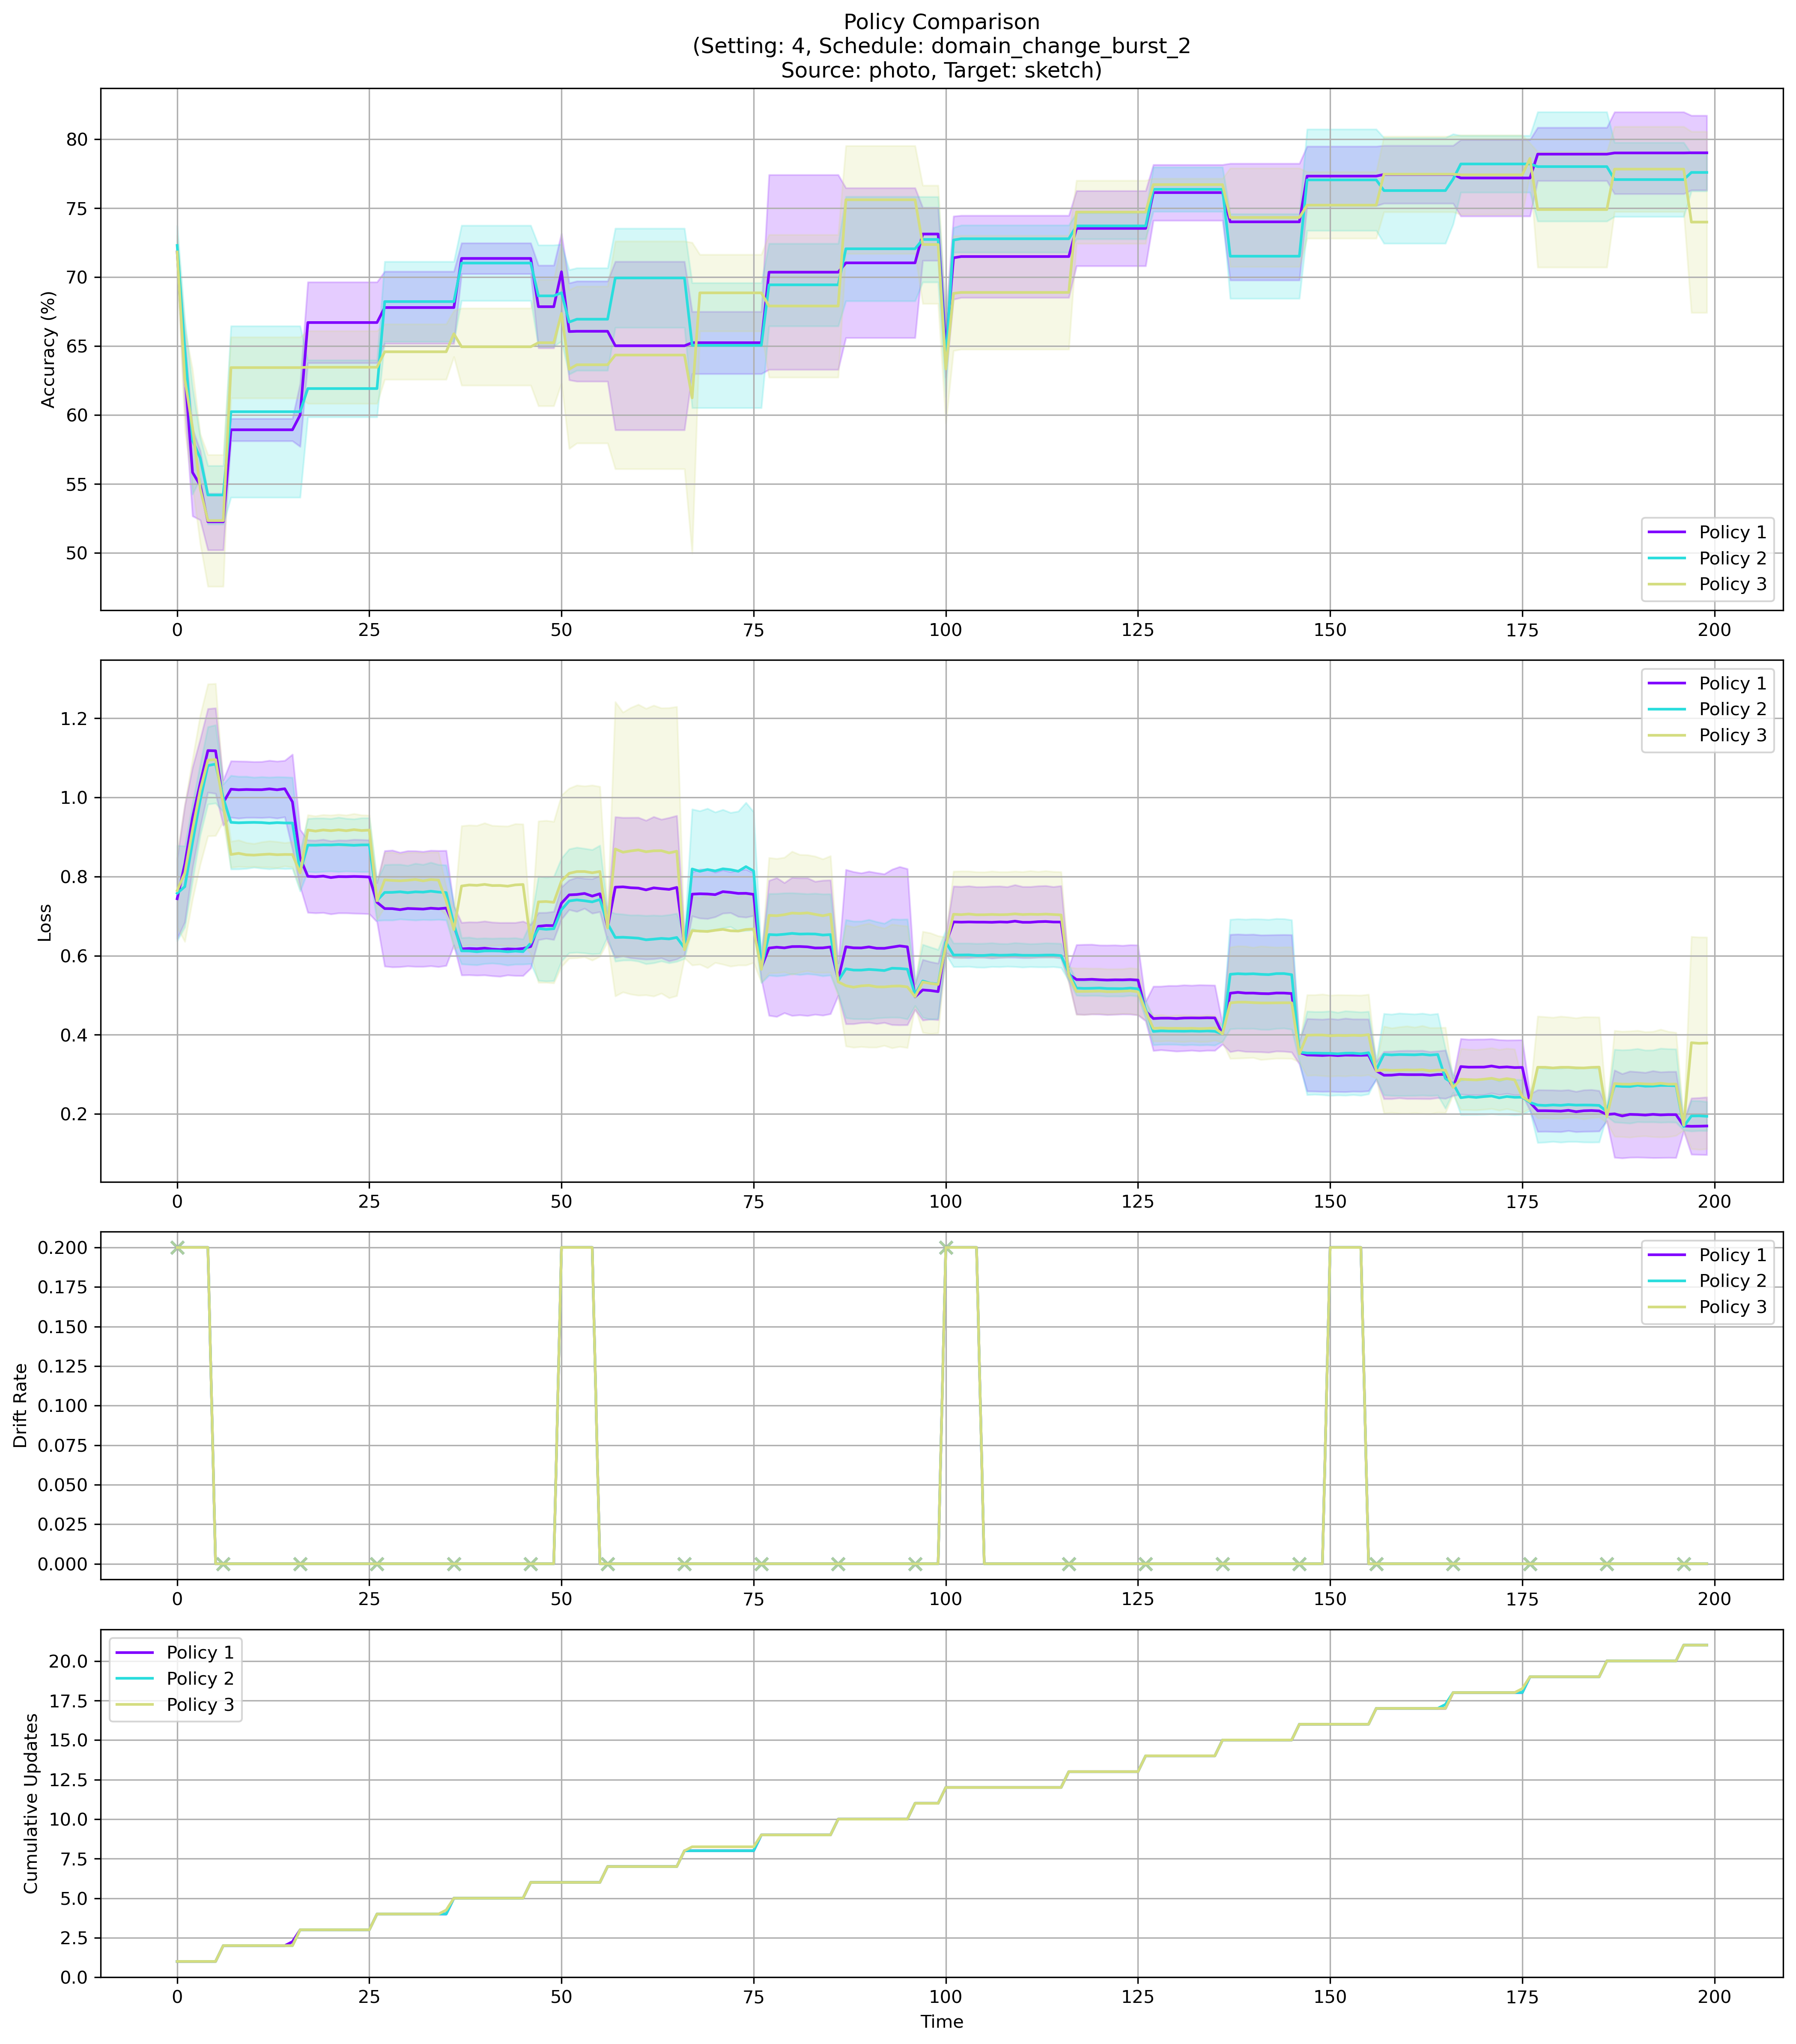 Policy Comparison
(Setting: 4, Schedule: domain_change_burst_2
Source: photo, Target: sketch)
Accuracy (%)
80
75
70
65
60
55
50
Policy 1
Policy 2
Policy 3
0 25 50 75 100 125 150 175 200
Loss
1.2
1.0
0.8
0.6
0.4
0.2
Policy 1
Policy 2
Policy 3
0 25 50 75 100 125 150 175 200
Drift Rate
0.200
0.175
0.150
0.125
0.100
0.075
0.050
0.025
0.000
Policy 1
Policy 2
Policy 3
0 25 50 75 100 125 150 175 200
Cumulative Updates
20.0
17.5
15.0
12.5
10.0
7.5
5.0
2.5
0.0
Policy 1
Policy 2
Policy 3
0 25 50 75 100 125 150 175 200
Time